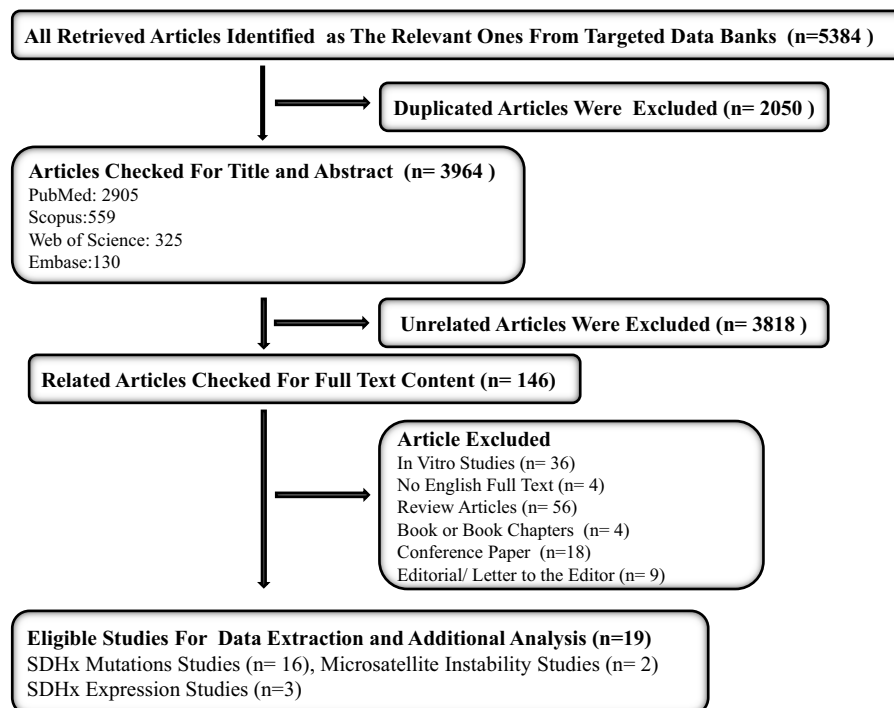 All Retrieved Articles Identified as The Relevant Ones From Targeted Data Banks (n=5384 )
Duplicated Articles Were Excluded (n= 2050 )
Articles Checked For Title and Abstract (n= 3964 )
PubMed: 2905
Scopus:559
Web of Science: 325
Embase:130
Unrelated Articles Were Excluded (n= 3818 )
Related Articles Checked For Full Text Content (n= 146)
Article Excluded
In Vitro Studies (n= 36)
No English Full Text (n= 4)
Review Articles (n= 56)
Book or Book Chapters (n= 4)
Conference Paper (n=18)
Editorial/ Letter to the Editor (n= 9)
Eligible Studies For Data Extraction and Additional Analysis (n=19)
SDHx Mutations Studies (n= 16), Microsatellite Instability Studies (n= 2)
SDHx Expression Studies (n=3)